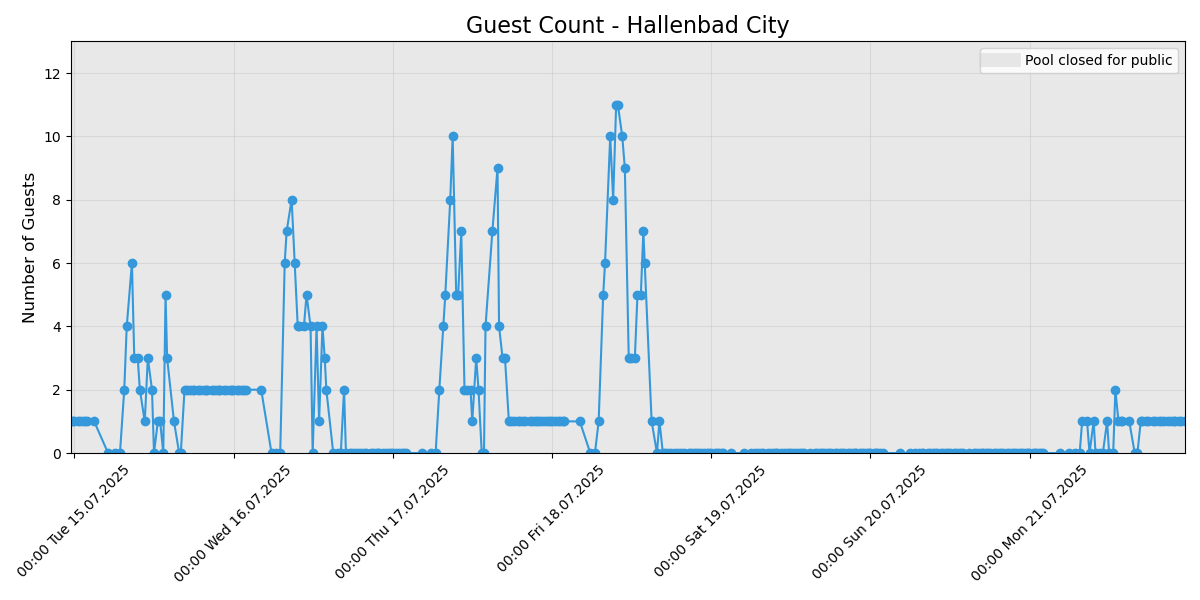 Guest Count - Hallenbad City
Pool closed for public
Number of Guests
12
10
8
6
4
2
0
00:00 Tue 15.07.2025
00:00 Wed 16.07.2025
00:00 Thu 17.07.2025
00:00 Fri 18.07.2025
00:00 Sat 19.07.2025
00:00 Sun 20.07.2025
00:00 Mon 21.07.2025